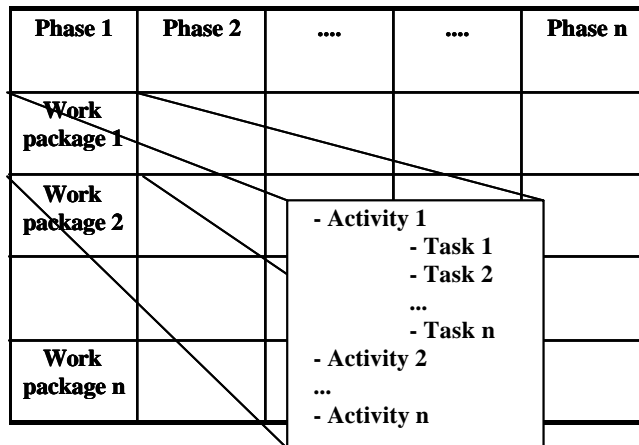 Phase 1 Phase 2 .... .... Phase n
Work
package 1
Work
package 2
Work
package n
- Activity 1
- Task 1
- Task 2
...
- Task n
- Activity 2
...
- Activity n